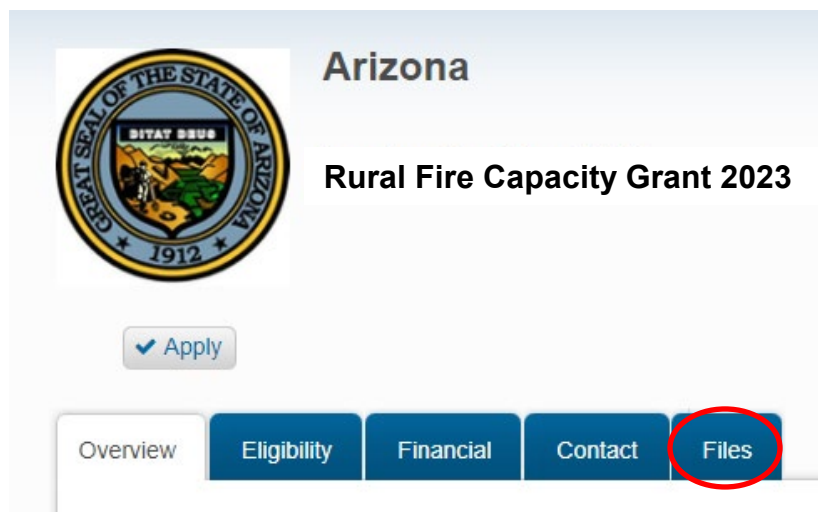 Arizona
GREAT SEAL OF THE STATE OF ARIZONA
DITAT DEUS
1912
Rural Fire Capacity Grant 2023
Apply
Overview Eligibility Financial Contact Files